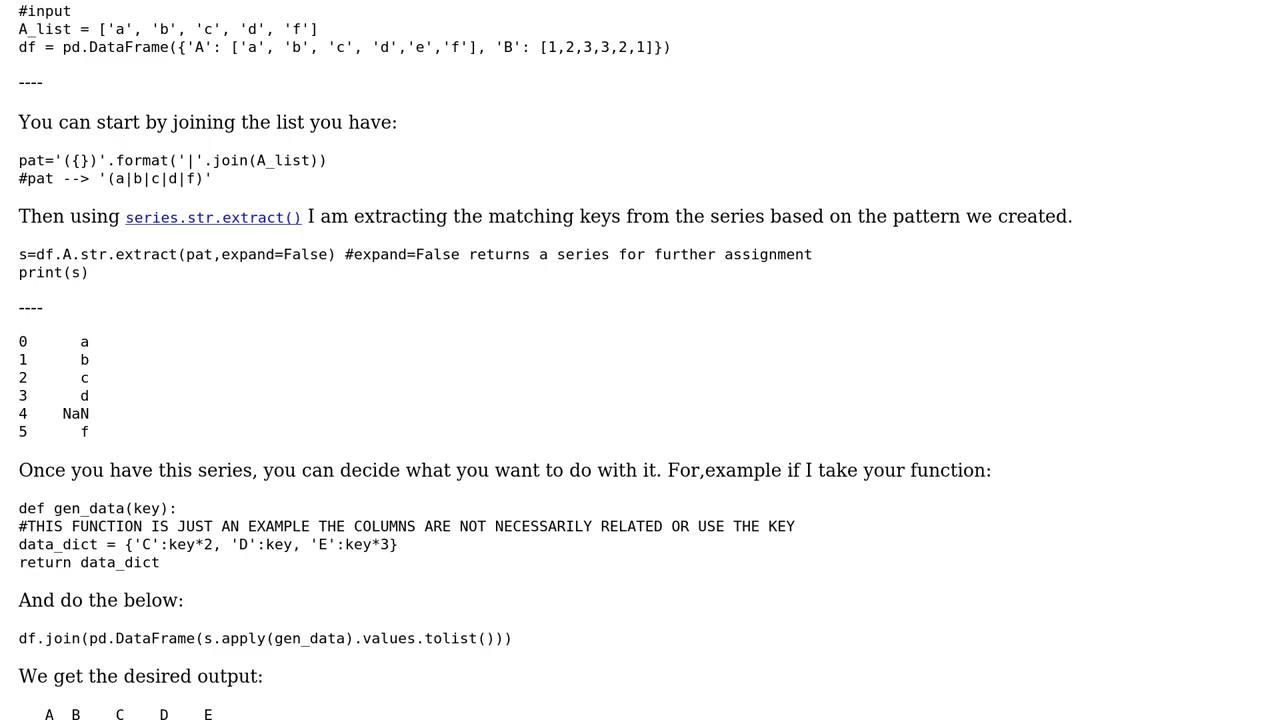 #input
A_list = ['a', 'b', 'c', 'd', 'f']
df = pd.DataFrame({'A': ['a', 'b', 'c', 'd','e','f'], 'B': [1,2,3,3,2,1]})
----
You can start by joining the list you have:
pat='({})'.format('|'.join(A_list))
#pat --> '(a|b|c|d|f)'
Then using series.str.extract() I am extracting the matching keys from the series based on the pattern we created.
s=df.A.str.extract(pat,expand=False) #expand=False returns a series for further assignment
print(s)
----
0      a
1      b
2      c
3      d
4    NaN
5      f
Once you have this series, you can decide what you want to do with it. For,example if I take your function:
def gen_data(key):
#THIS FUNCTION IS JUST AN EXAMPLE THE COLUMNS ARE NOT NECESSARILY RELATED OR USE THE KEY
data_dict = {'C':key*2, 'D':key, 'E':key*3}
return data_dict
And do the below:
df.join(pd.DataFrame(s.apply(gen_data).values.tolist()))
We get the desired output:
   A  B    C    D    E